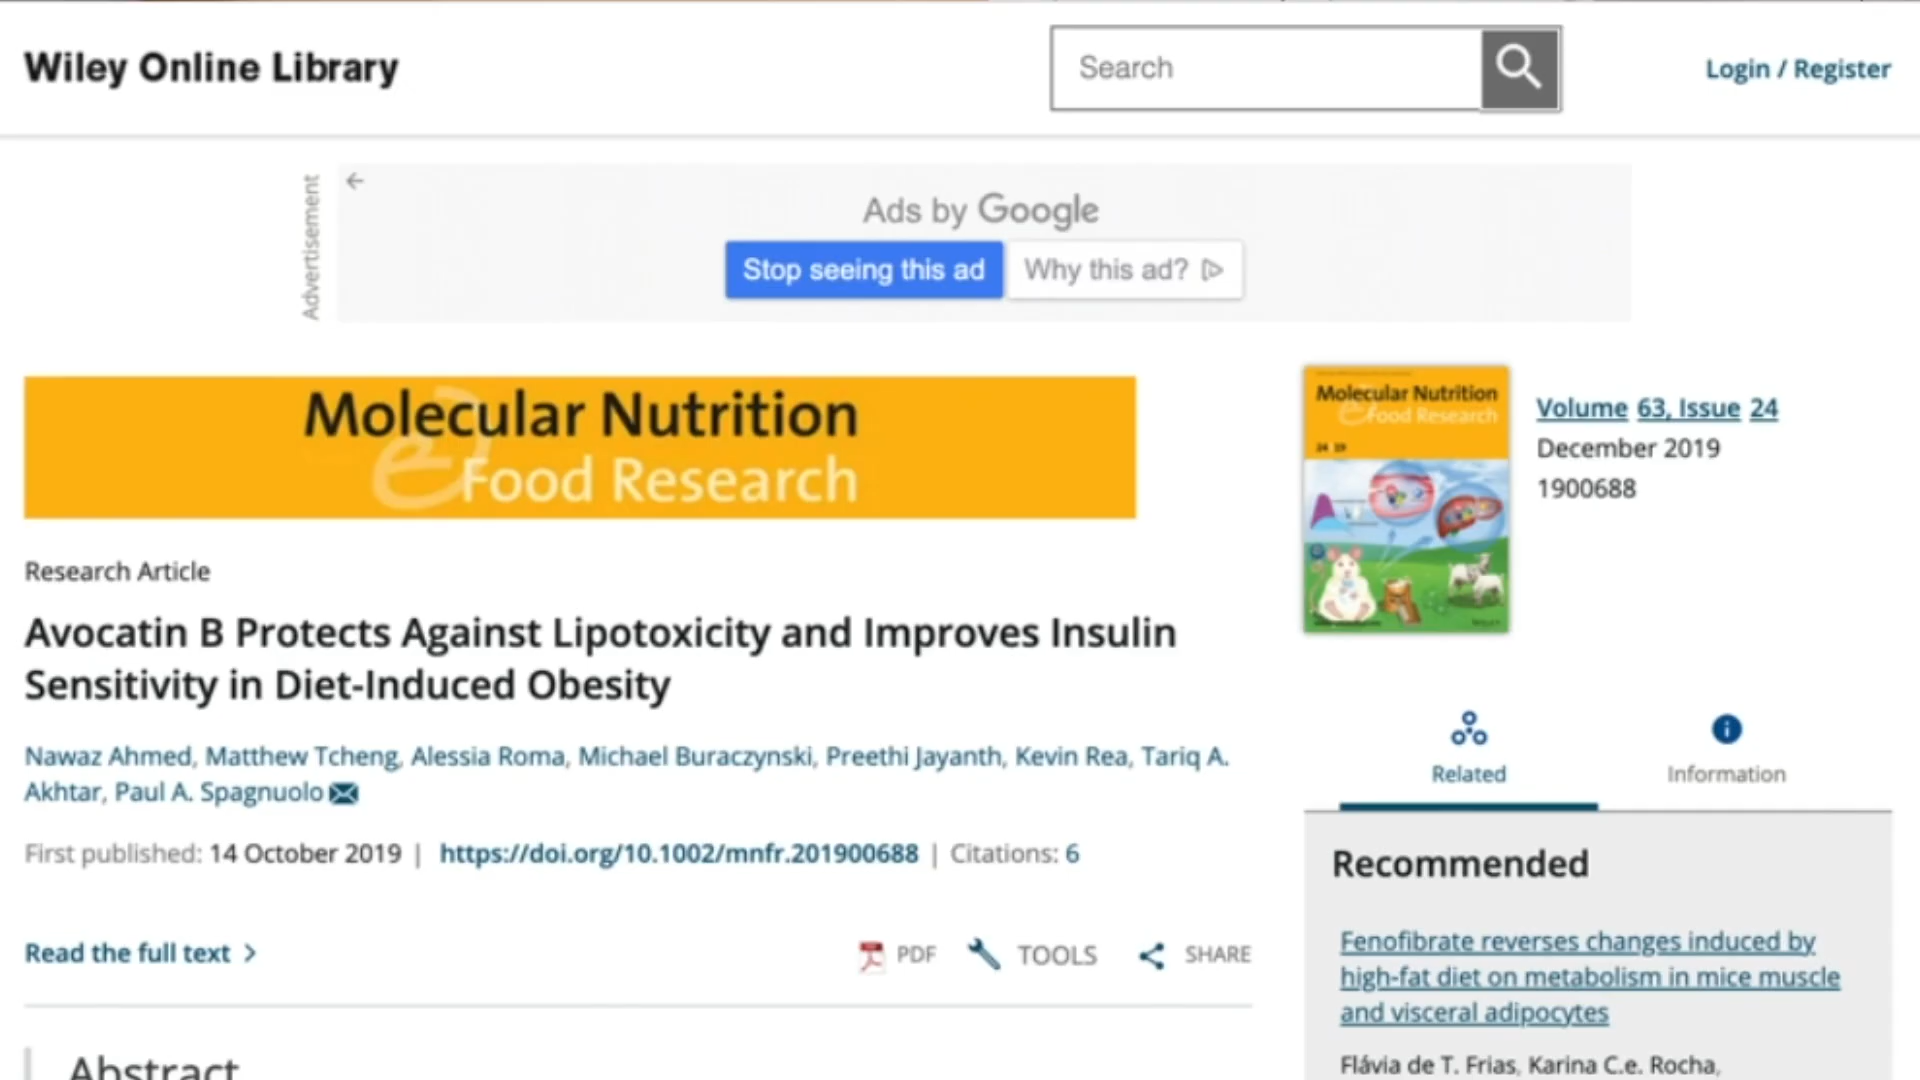 Wiley Online Library
Search
Login / Register
Advertisement
Ads by Google
Stop seeing this ad
Why this ad?
Molecular Nutrition
Food Research
Molecular Nutrition
Food Research
Volume 63, Issue 24
December 2019
1900688
Research Article
Avocatin B Protects Against Lipotoxicity and Improves Insulin
Sensitivity in Diet-Induced Obesity
Nawaz Ahmed, Matthew Tcheng, Alessia Roma, Michael Buraczynski, Preethi Jayanth, Kevin Rea, Tariq A.
Akhtar, Paul A. Spagnuolo
First published: 14 October 2019 | https://doi.org/10.1002/mnfr.201900688 | Citations: 6
Read the full text
PDF
TOOLS
SHARE
Abstract
Related
Information
Recommended
Fenofibrate reverses changes induced by
high-fat diet on metabolism in mice muscle
and visceral adipocytes
Flávia de T. Frias, Karina C.e. Rocha,